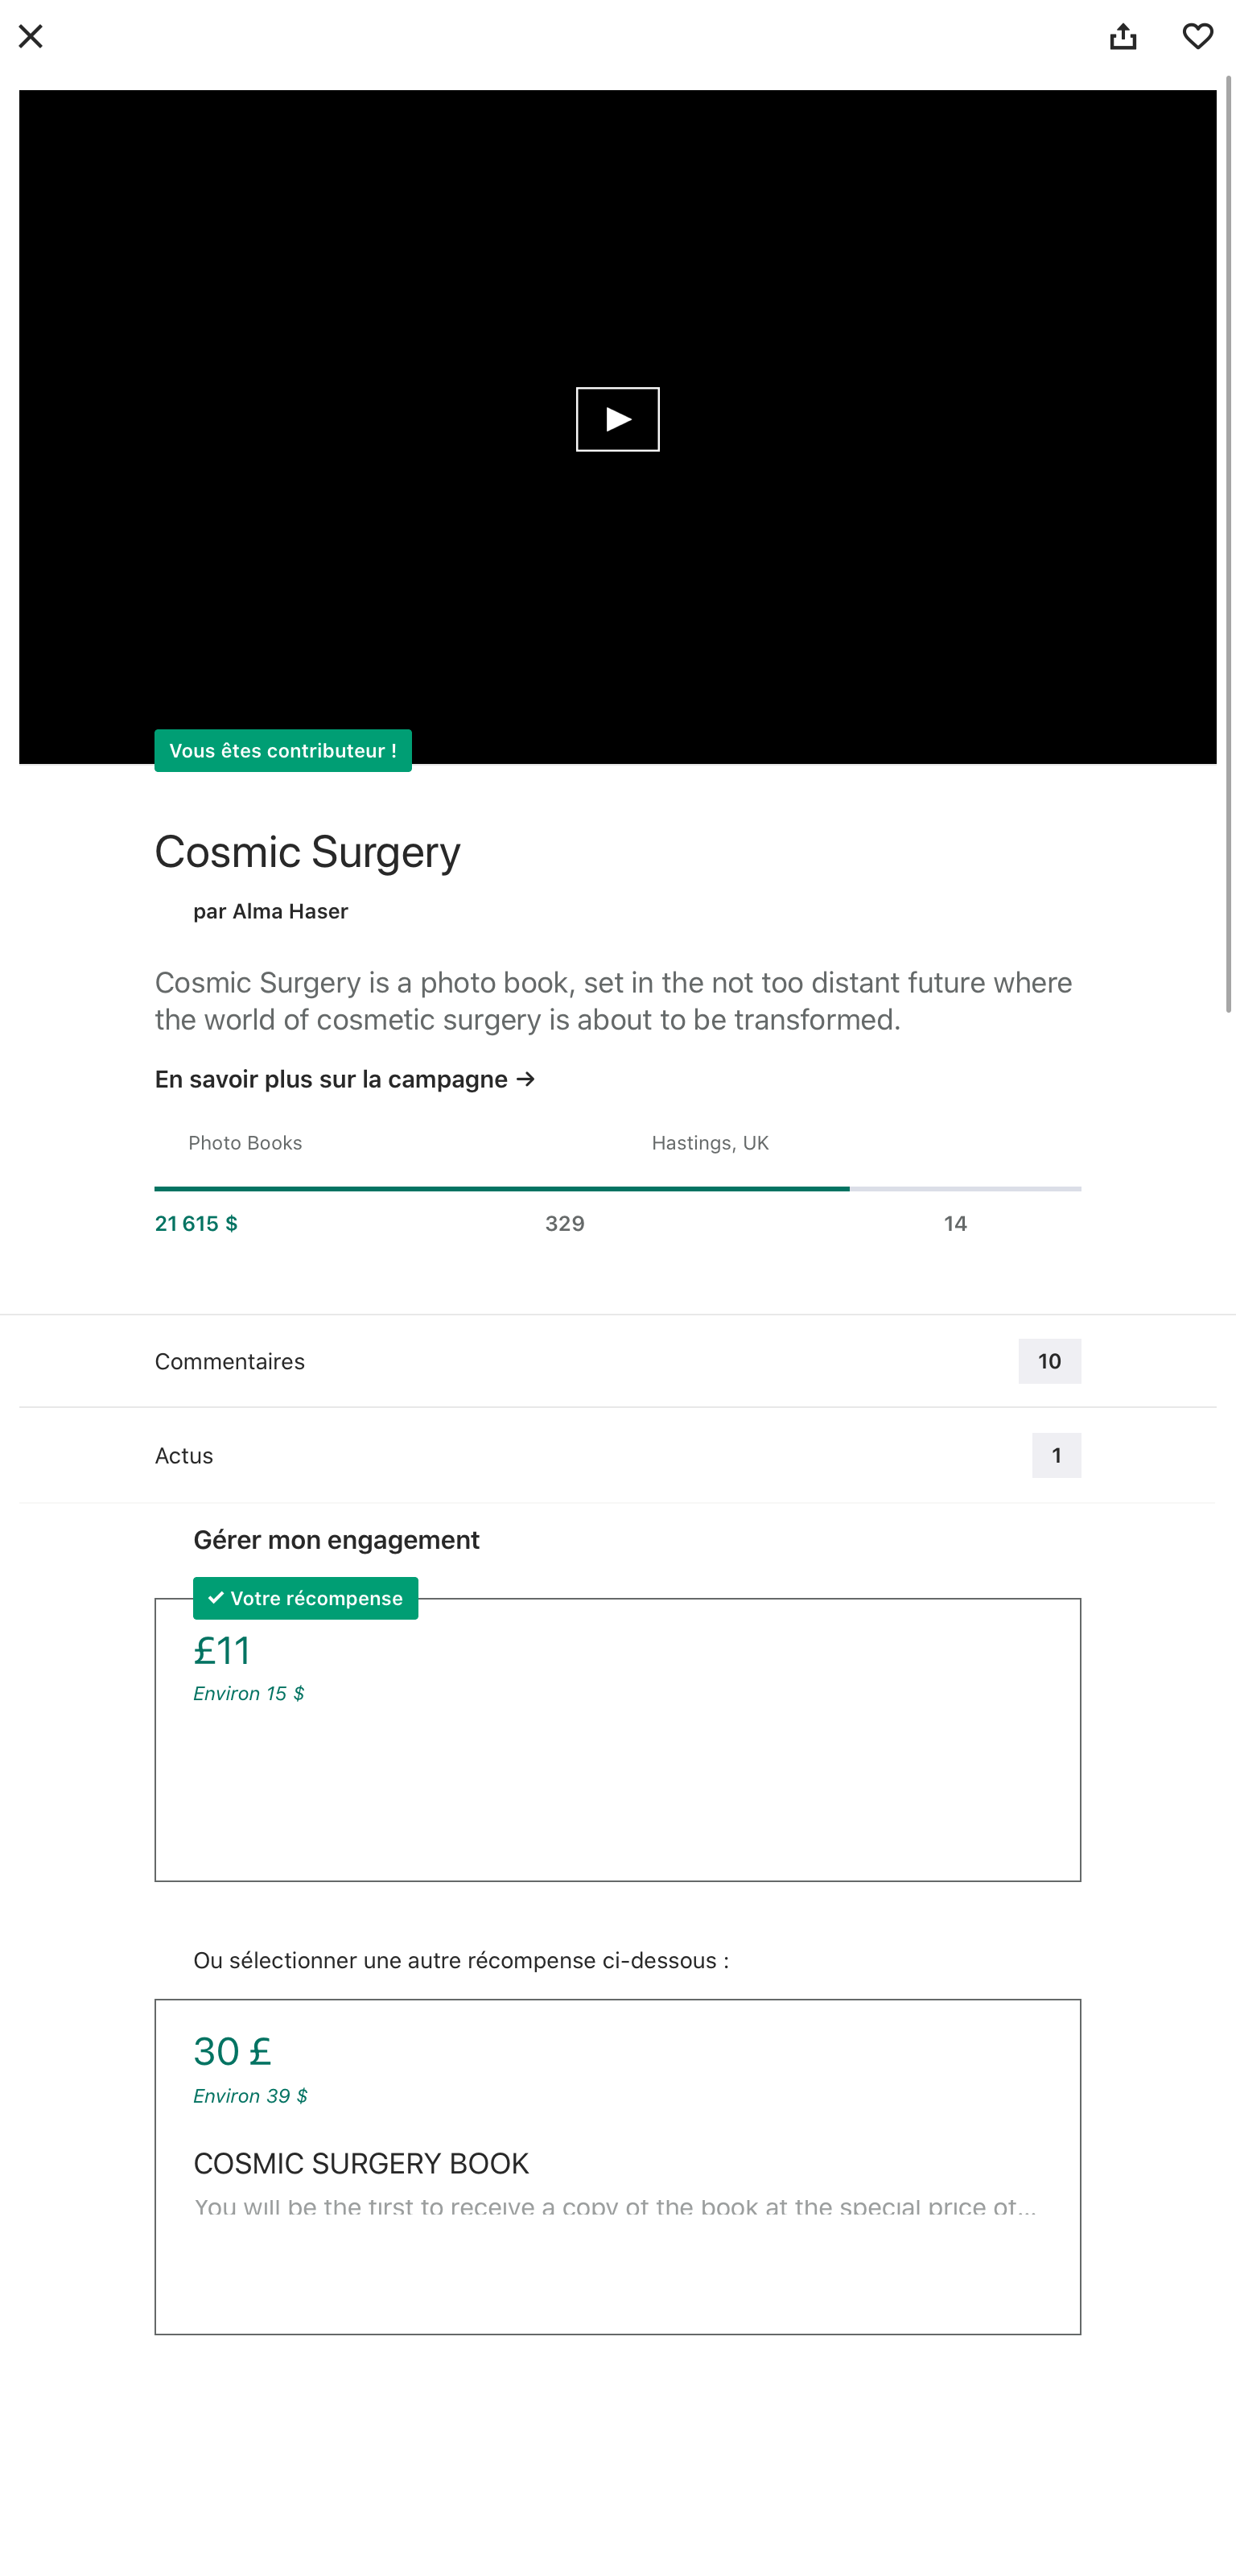 Vous êtes contributeur !
Cosmic Surgery
par Alma Haser
Cosmic Surgery is a photo book, set in the not too distant future where
the world of cosmetic surgery is about to be transformed.
En savoir plus sur la campagne →
Photo Books
Hastings, UK
21 615 $
329
14
Commentaires
10
Actus
1
Gérer mon engagement
✓ Votre récompense
£11
Environ 15 $
Ou sélectionner une autre récompense ci-dessous :
30 £
Environ 39 $
COSMIC SURGERY BOOK
You will be the first to receive a copy of the book at the special price of...